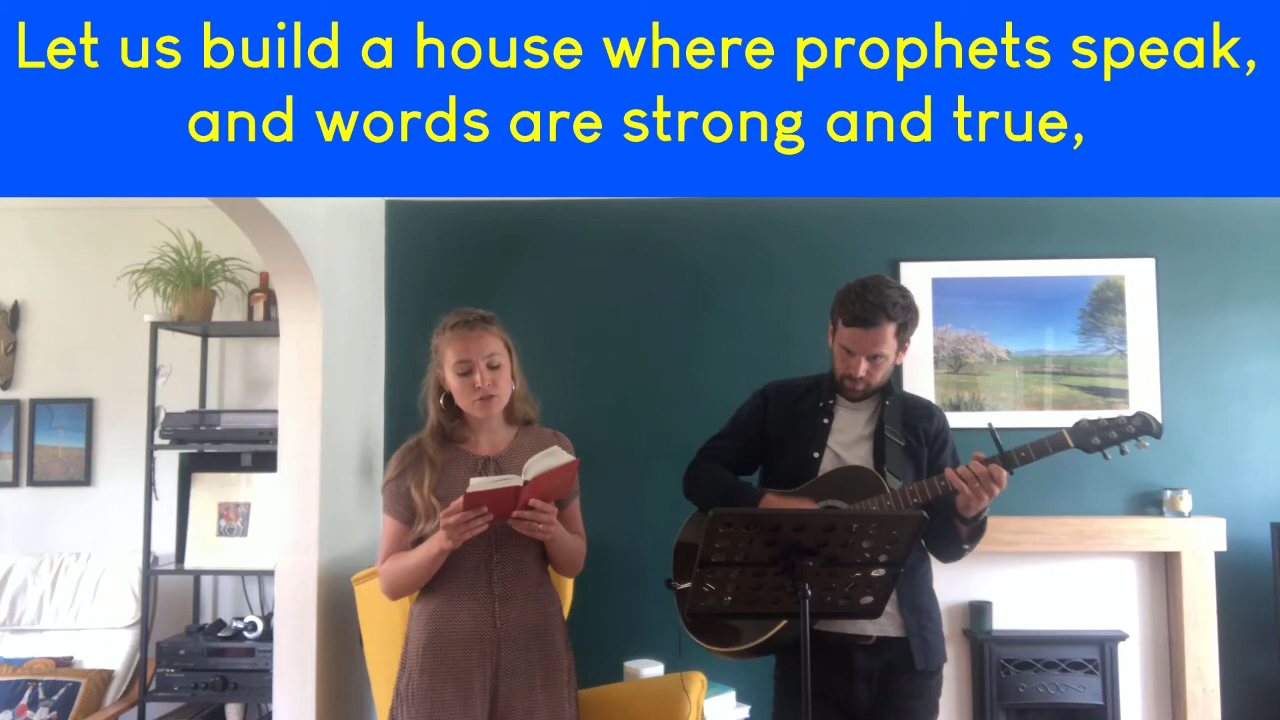 Let us build a house where prophets speak,
and words are strong and true,